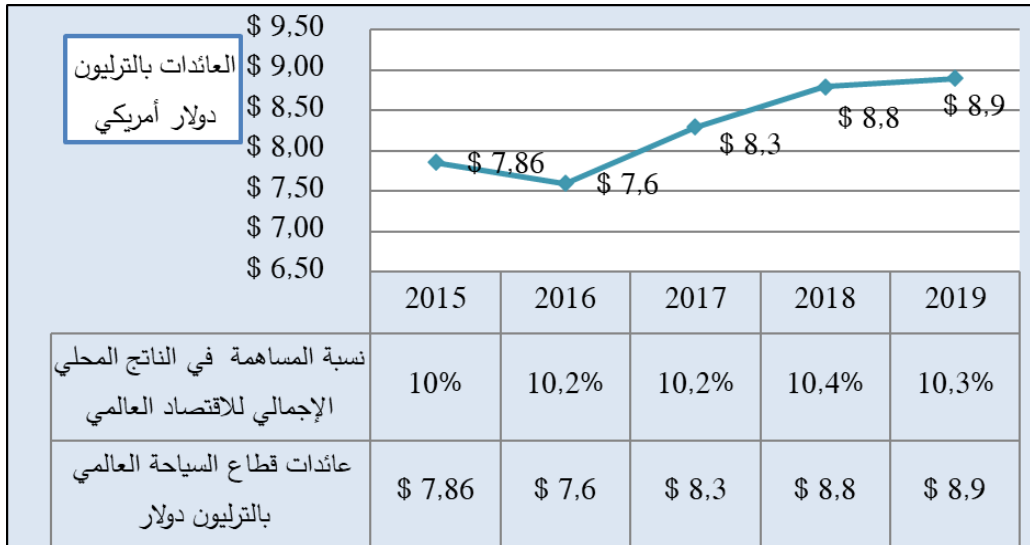 $ 9,50
$ 9,00
$ 8,50
$ 8,00
$ 7,50
$ 7,00
$ 6,50
العائدات بالترليون
دولار أمريكي
$ 7,86
$ 7,6
$ 8,3
$ 8,8
$ 8,9
2015 2016 2017 2018 2019
نسبة المساهمة في الناتج المحلي
الإجمالي للاقتصاد العالمي
10% 10,2% 10,2% 10,4% 10,3%
عائدات قطاع السياحة العالمي
بالترليون دولار
$ 7,86 $ 7,6 $ 8,3 $ 8,8 $ 8,9